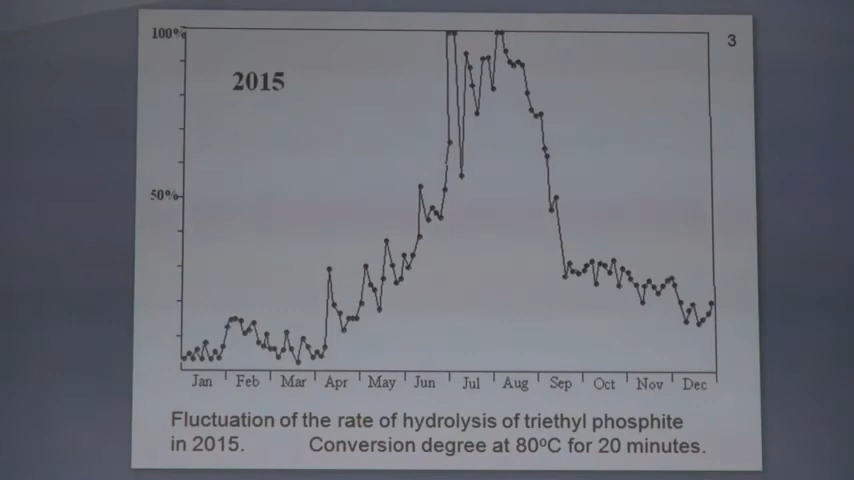 100%
3
2015
50%
Jan Feb Mar Apr May Jun Jul Aug Sep Oct Nov Dec
Fluctuation of the rate of hydrolysis of triethyl phosphite
in 2015. Conversion degree at 80ºC for 20 minutes.